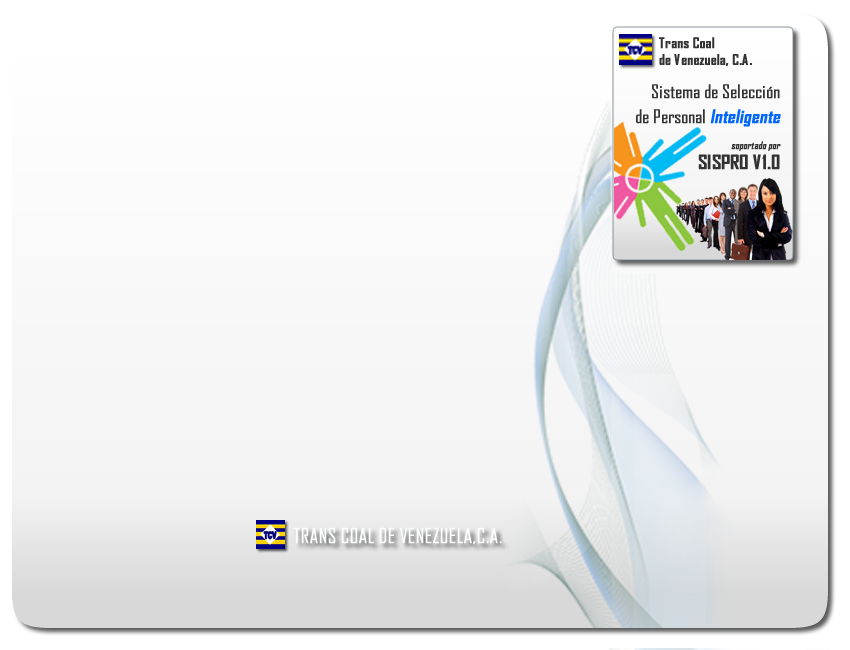 TCV
Trans Coal
de Venezuela, C.A.
Sistema de Selección
de Personal Inteligente
soportado por
SISPRO V1.0
TCV
TRANS COAL DE VENEZUELA,C.A.